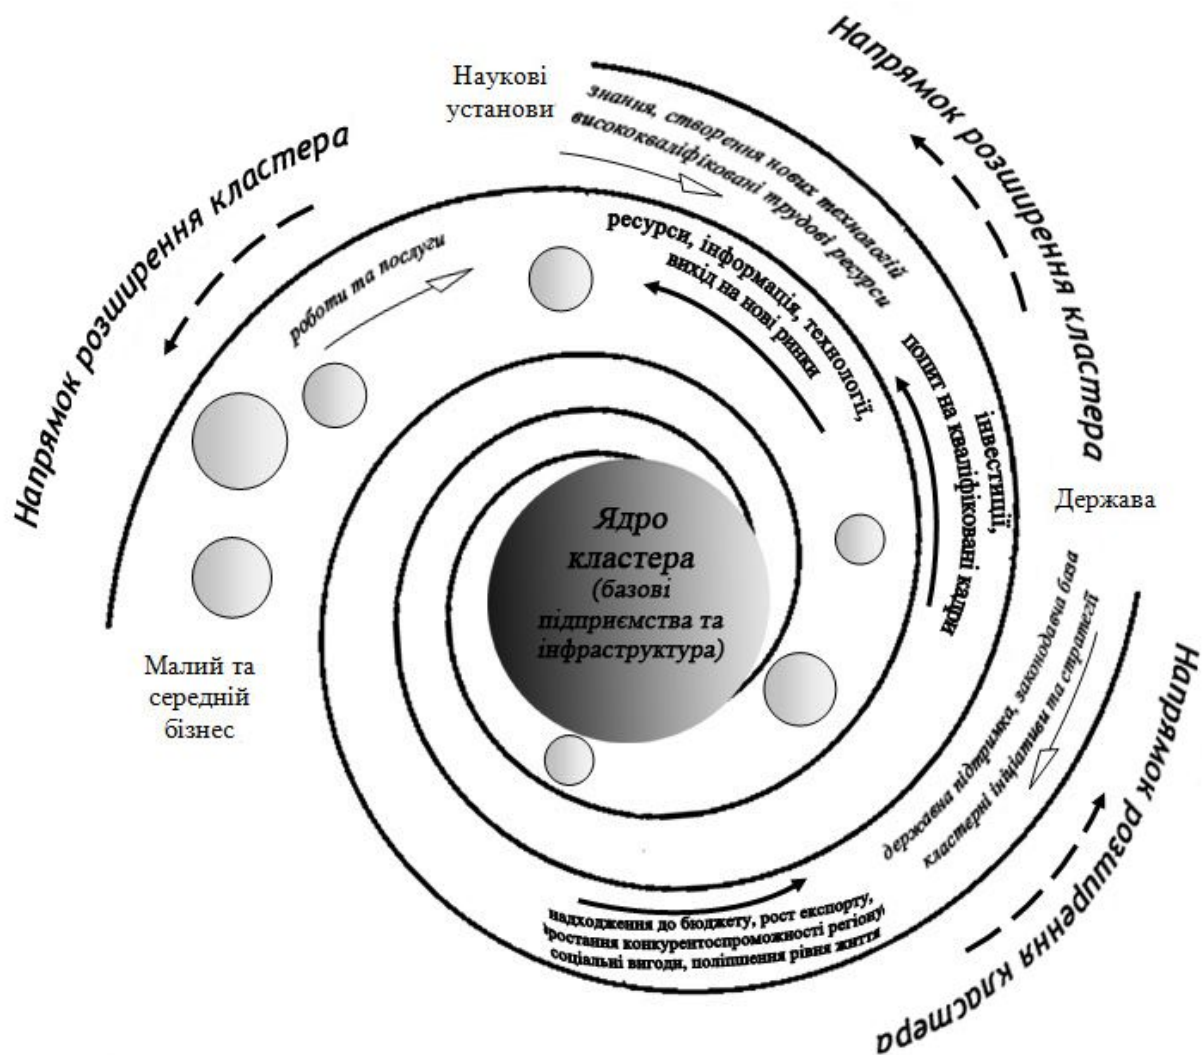 Напрямок розширення кластера
Наукові
установи
знання, створення нових технологій
висококваліфіковані трудові ресурси
Напрямок розширення кластера
роботи та послуги
ресурси, інформація, технології,
вихід на нові ринки
інвестиції,
попит на кваліфіковані кадри
Держава
Ядро
кластера
(базові
підприємства та
інфраструктура)
Малий та
середній
бізнес
державна підтримка, законодавча база
кластерні ініціативи та стратегії
Напрямок розширення кластера
надходження до бюджету, рост експорту,
зростання конкурентоспроможності регіону,
соціальні вигоди, поліпшення рівня життя